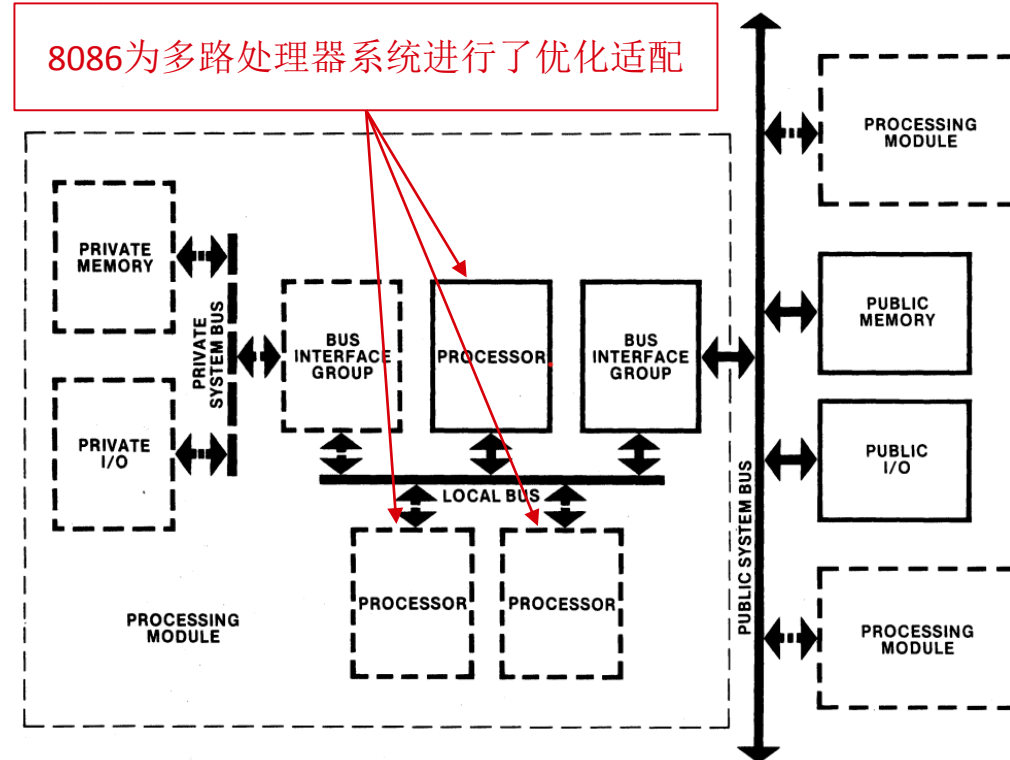 8086为多路处理器系统进行了优化适配
PROCESSING
MODULE
PRIVATE
MEMORY
PRIVATE
SYSTEM BUS
PRIVATE
I/O
BUS
INTERFACE
GROUP
PROCESSOR
BUS
INTERFACE
GROUP
PUBLIC
MEMORY
PUBLIC
I/O
LOCAL BUS
PUBLIC SYSTEM BUS
PROCESSOR
PROCESSOR
PROCESSING
MODULE
PROCESSING
MODULE